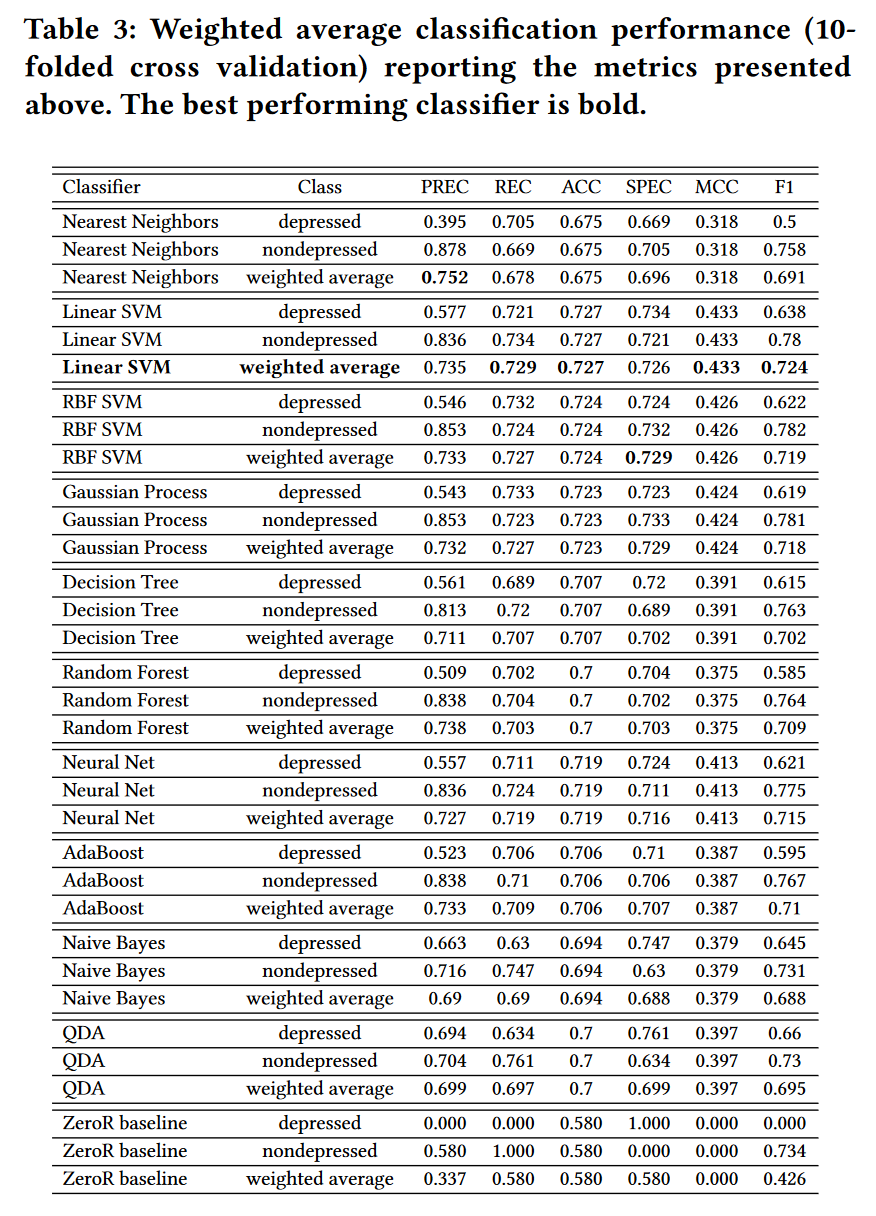 Table 3: Weighted average classification performance (10-
folded cross validation) reporting the metrics presented
above. The best performing classifier is bold.
Classifier Class PREC REC ACC SPEC MCC F1
Nearest Neighbors depressed 0.395 0.705 0.675 0.669 0.318 0.5
Nearest Neighbors nondepressed 0.878 0.669 0.675 0.705 0.318 0.758
Nearest Neighbors weighted average 0.752 0.678 0.675 0.696 0.318 0.691
Linear SVM depressed 0.577 0.721 0.727 0.734 0.433 0.638
Linear SVM nondepressed 0.836 0.734 0.727 0.721 0.433 0.78
Linear SVM weighted average 0.735 0.729 0.727 0.726 0.433 0.724
RBF SVM depressed 0.546 0.732 0.724 0.724 0.426 0.622
RBF SVM nondepressed 0.853 0.724 0.724 0.732 0.426 0.782
RBF SVM weighted average 0.733 0.727 0.724 0.729 0.426 0.719
Gaussian Process depressed 0.543 0.733 0.723 0.723 0.424 0.619
Gaussian Process nondepressed 0.853 0.723 0.723 0.733 0.424 0.781
Gaussian Process weighted average 0.732 0.727 0.723 0.729 0.424 0.718
Decision Tree depressed 0.561 0.689 0.707 0.72 0.391 0.615
Decision Tree nondepressed 0.813 0.72 0.707 0.689 0.391 0.763
Decision Tree weighted average 0.711 0.707 0.707 0.702 0.391 0.702
Random Forest depressed 0.509 0.702 0.7 0.704 0.375 0.585
Random Forest nondepressed 0.838 0.704 0.7 0.702 0.375 0.764
Random Forest weighted average 0.738 0.703 0.7 0.703 0.375 0.709
Neural Net depressed 0.557 0.711 0.719 0.724 0.413 0.621
Neural Net nondepressed 0.836 0.724 0.719 0.711 0.413 0.775
Neural Net weighted average 0.727 0.719 0.719 0.716 0.413 0.715
AdaBoost depressed 0.523 0.706 0.706 0.71 0.387 0.595
AdaBoost nondepressed 0.838 0.71 0.706 0.706 0.387 0.767
AdaBoost weighted average 0.733 0.709 0.706 0.707 0.387 0.71
Naive Bayes depressed 0.663 0.63 0.694 0.747 0.379 0.645
Naive Bayes nondepressed 0.716 0.747 0.694 0.63 0.379 0.731
Naive Bayes weighted average 0.69 0.69 0.694 0.688 0.379 0.688
QDA depressed 0.694 0.634 0.7 0.761 0.397 0.66
QDA nondepressed 0.704 0.761 0.7 0.634 0.397 0.73
QDA weighted average 0.699 0.697 0.7 0.699 0.397 0.695
ZeroR baseline depressed 0.000 0.000 0.580 1.000 0.000 0.000
ZeroR baseline nondepressed 0.580 1.000 0.580 0.000 0.000 0.734
ZeroR baseline weighted average 0.337 0.580 0.580 0.580 0.000 0.426